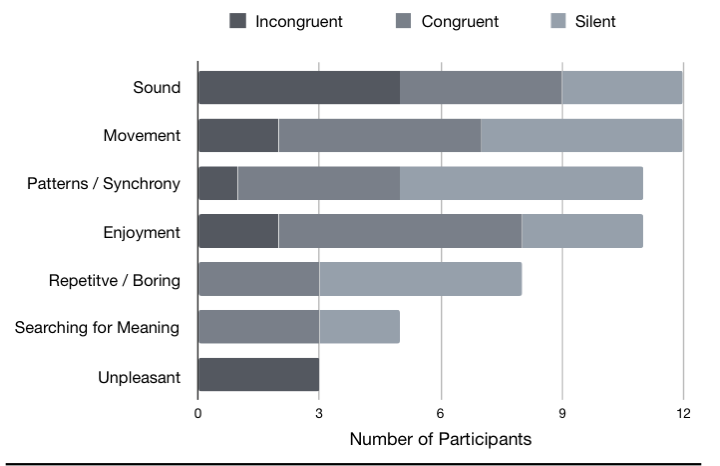 Incongruent Congruent Silent
Sound
Movement
Patterns / Synchrony
Enjoyment
Repetitve / Boring
Searching for Meaning
Unpleasant
0 3 6 9 12
Number of Participants